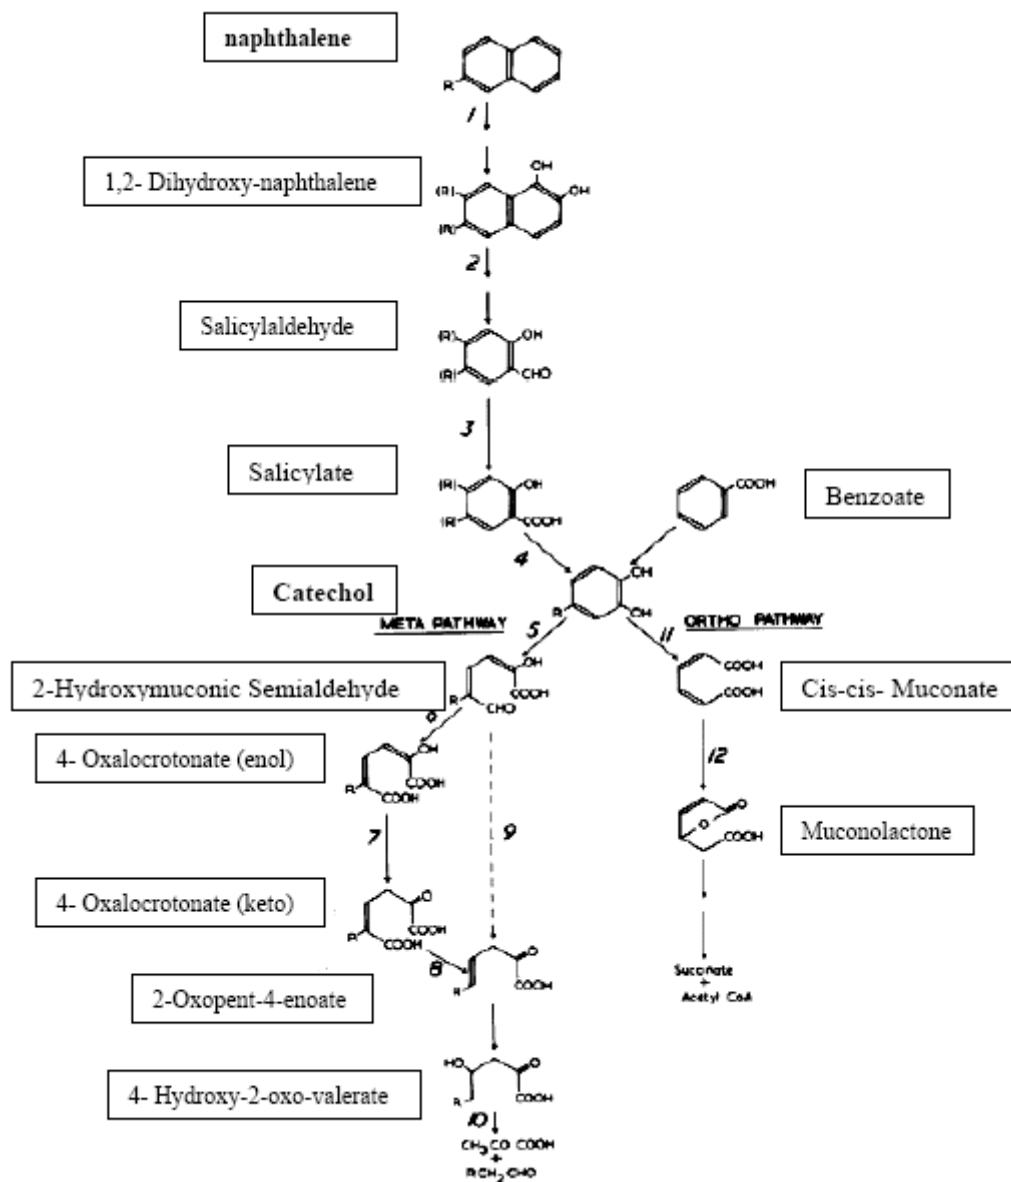 naphthalene
R
1
1,2- Dihydroxy-naphthalene
OH
(R)
OH
(R)
2
Salicylaldehyde
(R)
OH
(R)
CHO
3
Salicylate
(R)
OH
(R)
COOH
COOH
Benzoate
4
Catechol
OH
R
OH
META PATHWAY
5
11
ORTHO PATHWAY
2-Hydroxymuconic Semialdehyde
OH
COOH
R
CHO
COOH
COOH
Cis-cis- Muconate
6
4- Oxalocrotonate (enol)
OH
COOH
R
COOH
12
7
9
O
O
COOH
Muconolactone
4- Oxalocrotonate (keto)
O
COOH
R
COOH
8
2-Oxopent-4-enoate
O
COOH
R
Succinate
+
Acetyl CoA
4- Hydroxy-2-oxo-valerate
HO
O
COOH
R
10
CH3CO COOH
+
RCH2CHO